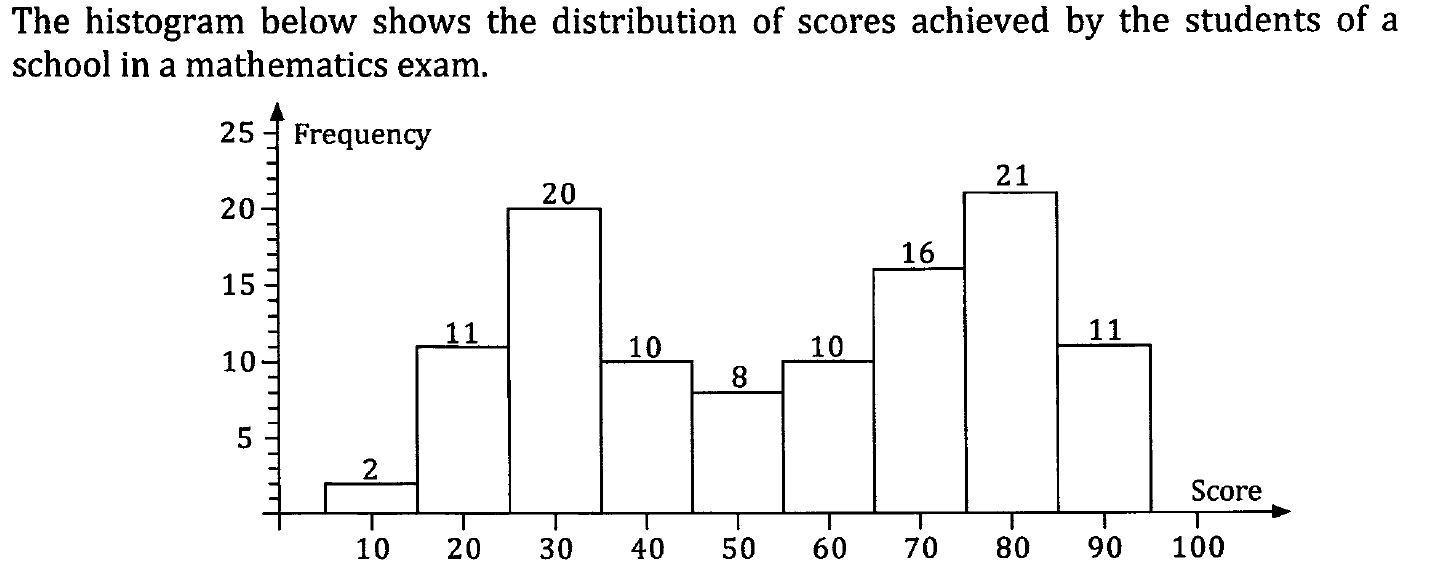 The histogram below shows the distribution of scores achieved by the students of a
school in a mathematics exam.
25 Frequency
21
20
20
16
15
11
11
10
10
10
8
5
2
Score
10 20 30 40 50 60 70 80 90 100